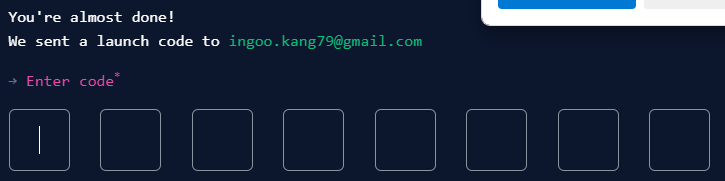 You're almost done!
We sent a launch code to ingoo.kang79@gmail.com
→ Enter code*